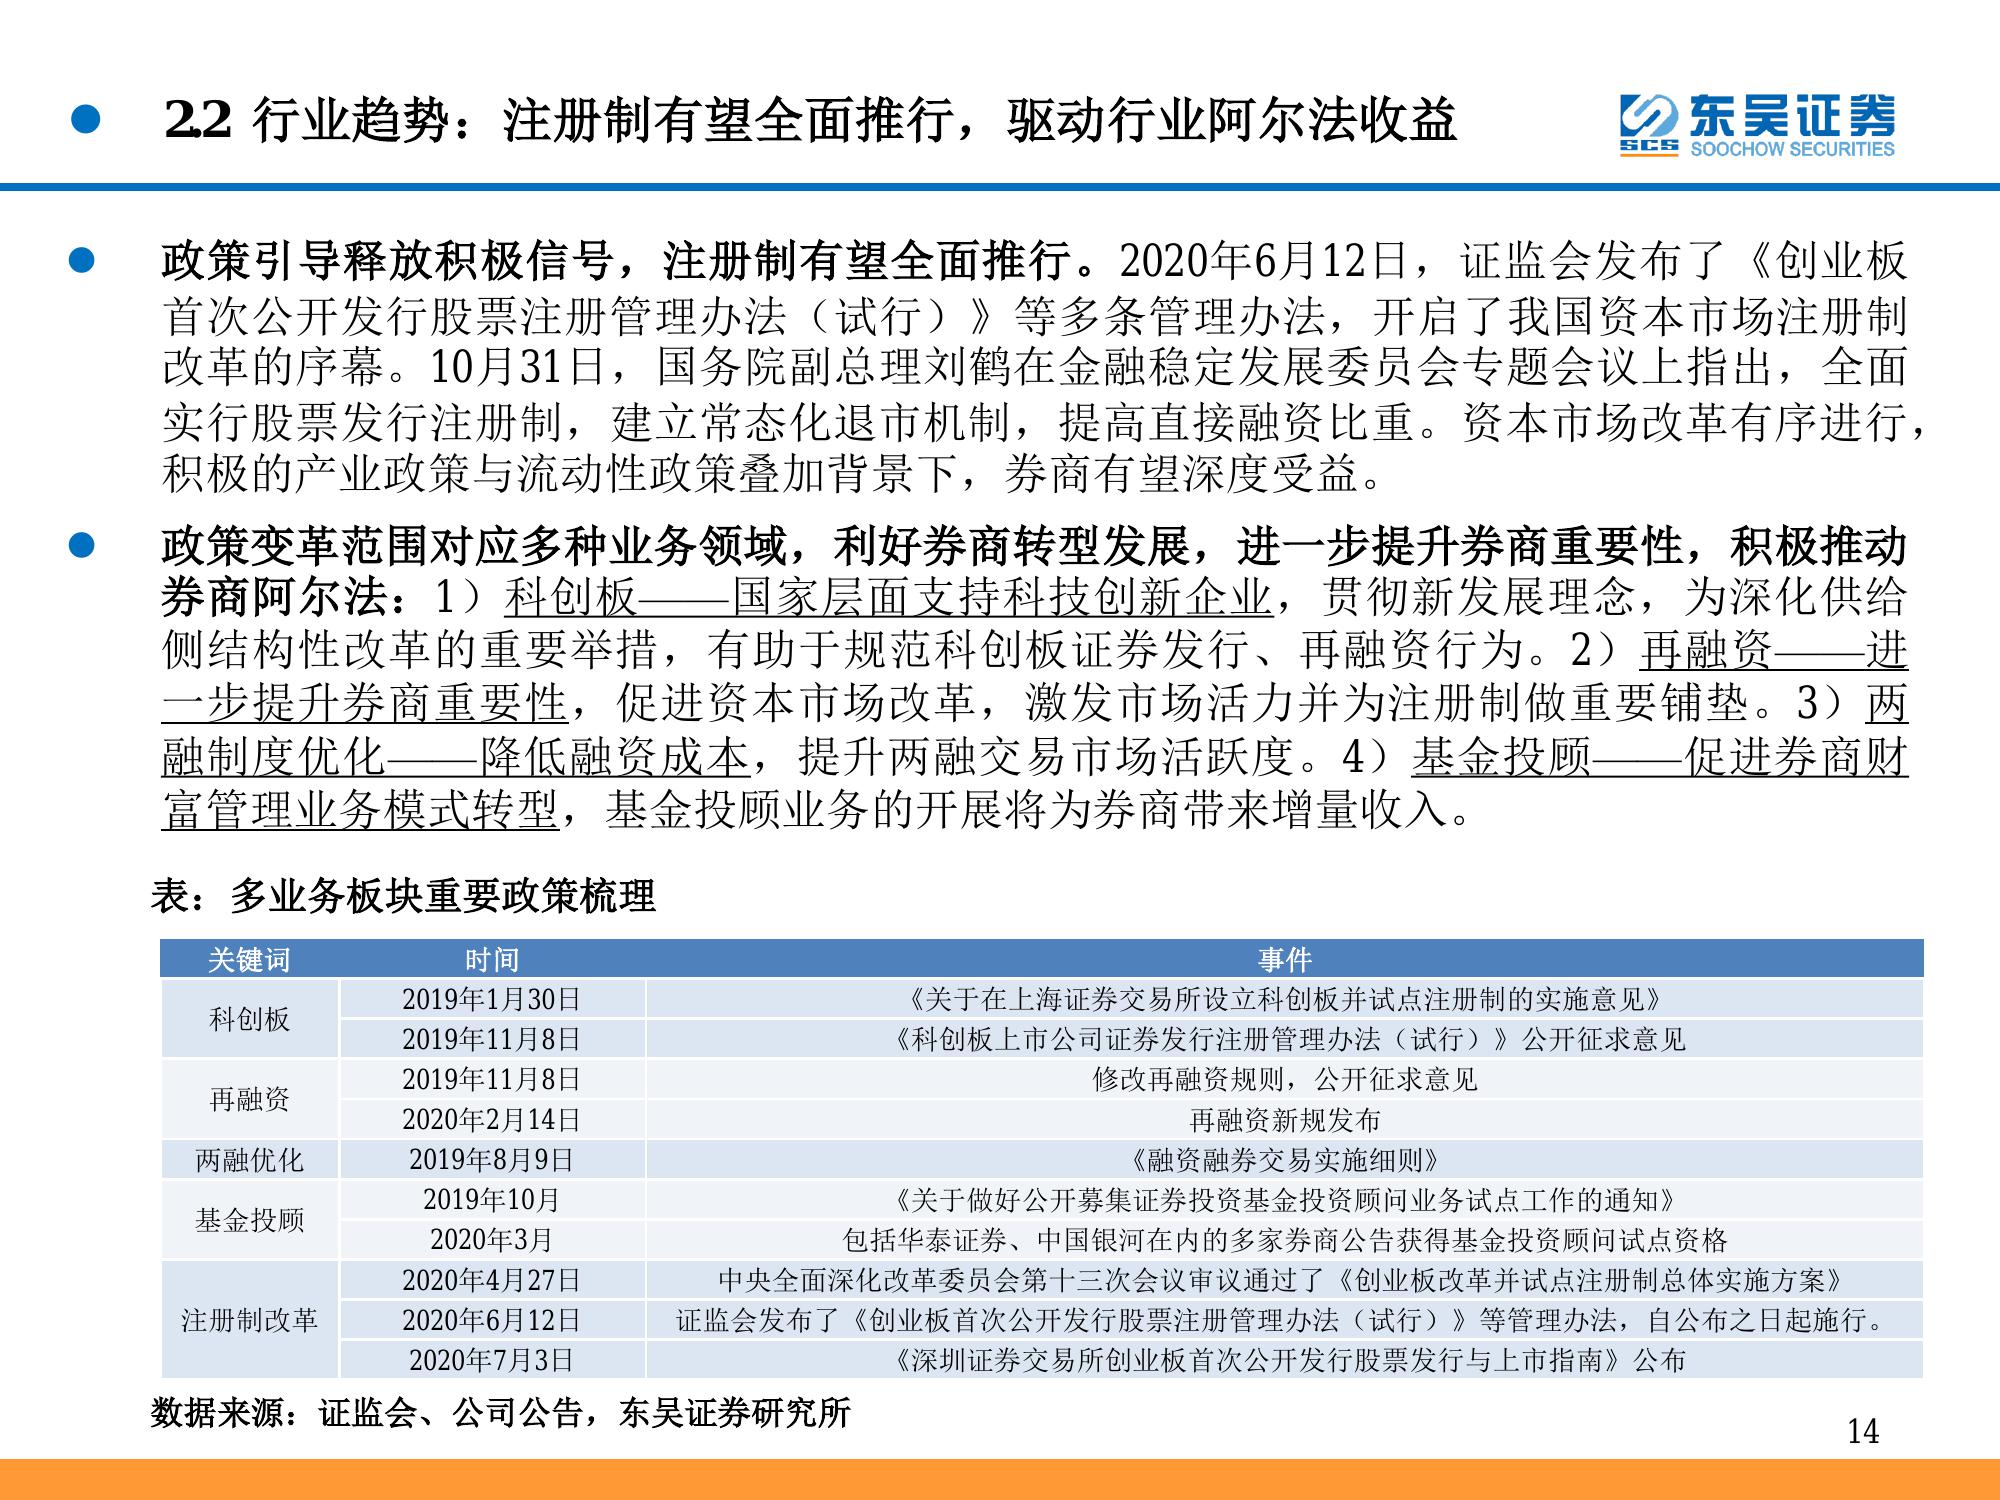 2.2 行业趋势：注册制有望全面推行，驱动行业阿尔法收益
东吴证券
SCS
SOOCHOW SECURITIES
政策引导释放积极信号，注册制有望全面推行。2020年6月12日，证监会发布了《创业板
首次公开发行股票注册管理办法（试行）》等多条管理办法，开启了我国资本市场注册制
改革的序幕。10月31日，国务院副总理刘鹤在金融稳定发展委员会专题会议上指出，全面
实行股票发行注册制，建立常态化退市机制，提高直接融资比重。资本市场改革有序进行，
积极的产业政策与流动性政策叠加背景下，券商有望深度受益。
政策变革范围对应多种业务领域，利好券商转型发展，进一步提升券商重要性，积极推动
券商阿尔法：1）科创板——国家层面支持科技创新企业，贯彻新发展理念，为深化供给
侧结构性改革的重要举措，有助于规范科创板证券发行、再融资行为。2）再融资——进
一步提升券商重要性，促进资本市场改革，激发市场活力并为注册制做重要铺垫。3）两
融制度优化——降低融资成本，提升两融交易市场活跃度。4）基金投顾——促进券商财
富管理业务模式转型，基金投顾业务的开展将为券商带来增量收入。
表：多业务板块重要政策梳理
关键词 时间 事件
科创板 2019年1月30日 《关于在上海证券交易所设立科创板并试点注册制的实施意见》
2019年11月8日 《科创板上市公司证券发行注册管理办法（试行）》公开征求意见
再融资 2019年11月8日 修改再融资规则，公开征求意见
2020年2月14日 再融资新规发布
两融优化 2019年8月9日 《融资融券交易实施细则》
基金投顾 2019年10月 《关于做好公开募集证券投资基金投资顾问业务试点工作的通知》
2020年3月 包括华泰证券、中国银河在内的多家券商公告获得基金投资顾问试点资格
注册制改革 2020年4月27日 中央全面深化改革委员会第十三次会议审议通过了《创业板改革并试点注册制总体实施方案》
2020年6月12日 证监会发布了《创业板首次公开发行股票注册管理办法（试行）》等管理办法，自公布之日起施行。
2020年7月3日 《深圳证券交易所创业板首次公开发行股票发行与上市指南》公布
数据来源：证监会、公司公告，东吴证券研究所
14